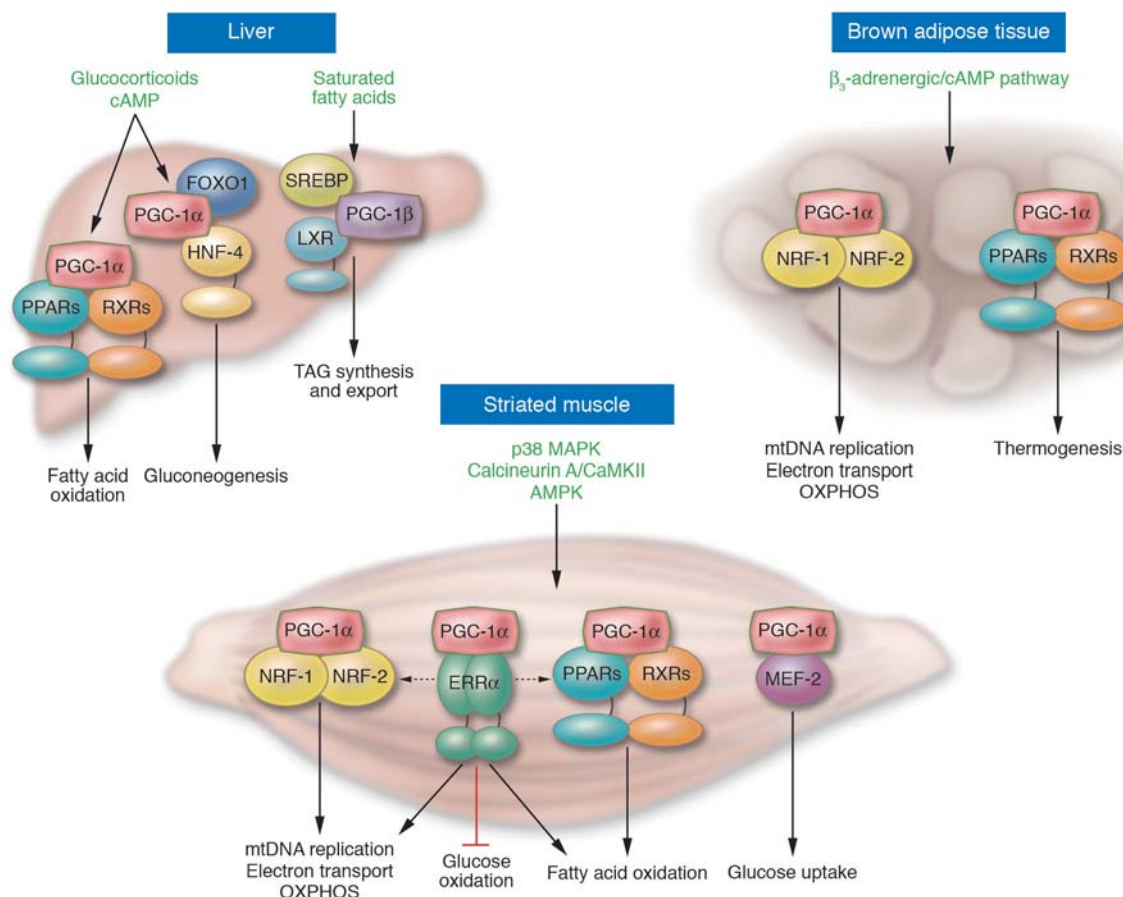 Liver
Glucocorticoids
cAMP
Saturated
fatty acids
FOXO1
PGC-1α
HNF-4
PGC-1α
PPARs
RXRs
SREBP
PGC-1β
LXR
Fatty acid
oxidation
Gluconeogenesis
TAG synthesis
and export
Brown adipose tissue
β₃-adrenergic/cAMP pathway
PGC-1α
NRF-1
NRF-2
PGC-1α
PPARs
RXRs
mtDNA replication
Electron transport
OXPHOS
Thermogenesis
Striated muscle
p38 MAPK
Calcineurin A/CaMKII
AMPK
PGC-1α
NRF-1
NRF-2
PGC-1α
ERRα
PGC-1α
PPARs
RXRs
PGC-1α
MEF-2
mtDNA replication
Electron transport
OXPHOS
Glucose
oxidation
Fatty acid oxidation
Glucose uptake